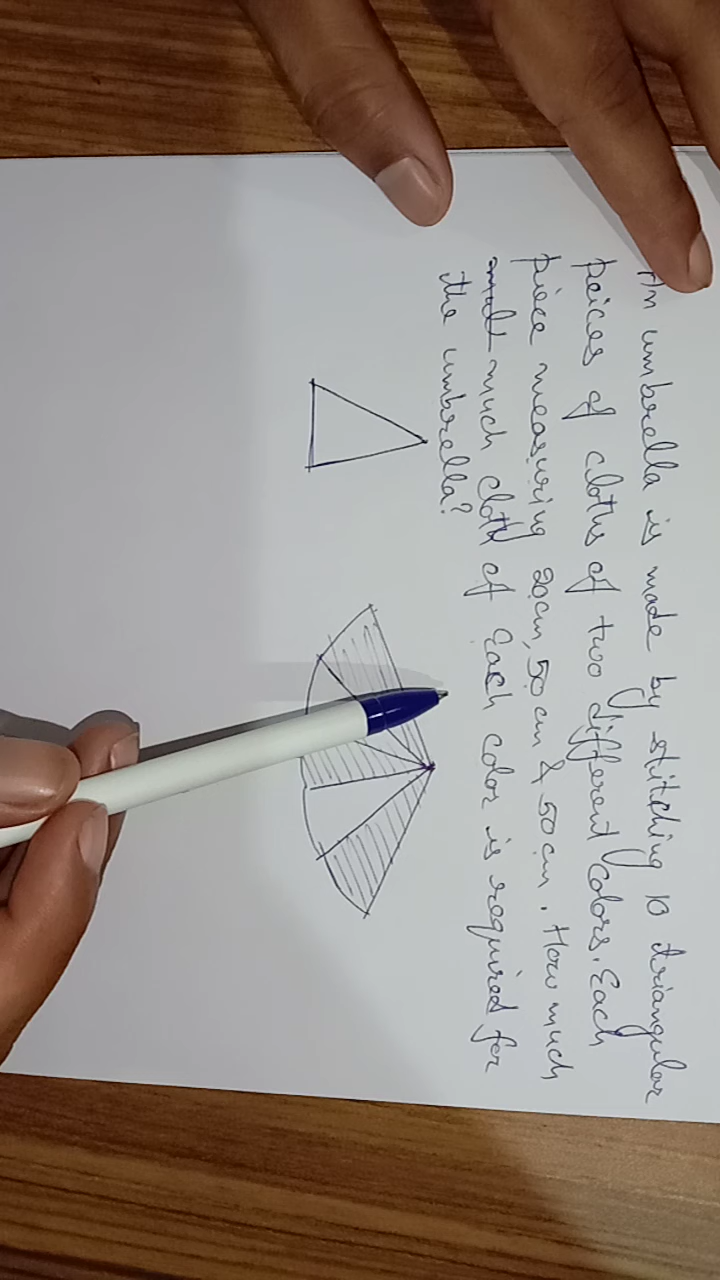 An umbrella is made by stitching 10 triangular
peices of cloths of two different colors. Each
piece measuring 20cm, 50 cm & 50 cm. How much
much cloth of Each color is required for
the umbrella?